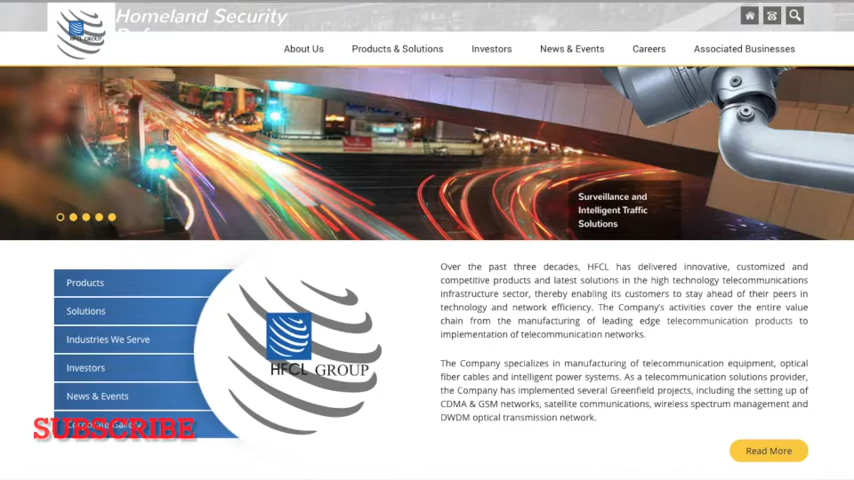 Homeland Security
HFCL GROUP
About Us
Products & Solutions
Investors
News & Events
Careers
Associated Businesses
Surveillance and
Intelligent Traffic
Solutions
Products
Solutions
Industries We Serve
Investors
News & Events
Corporate Gallery
SUBSCRIBE
HFCL GROUP
Over the past three decades, HFCL has delivered innovative, customized and
competitive products and latest solutions in the high technology telecommunications
infrastructure sector, thereby enabling its customers to stay ahead of their peers in
technology and network efficiency. The Company's activities cover the entire value
chain from the manufacturing of leading edge telecommunication products to
implementation of telecommunication networks.
The Company specializes in manufacturing of telecommunication equipment, optical
fiber cables and intelligent power systems. As a telecommunication solutions provider,
the Company has implemented several Greenfield projects, including the setting up of
CDMA & GSM networks, satellite communications, wireless spectrum management and
DWDM optical transmission network.
Read More